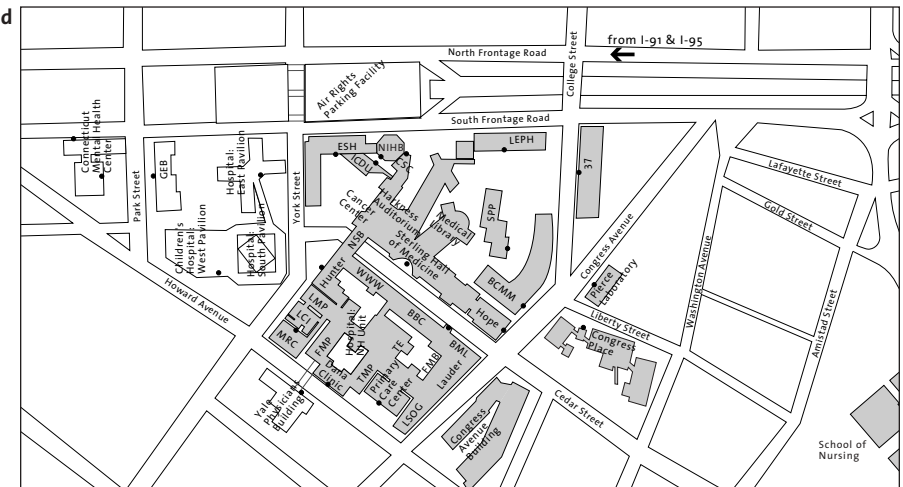 d
from I-91 & I-95
North Frontage Road
College Street
Air Rights
Parking Facility
South Frontage Road
Connecticut
Mental Health
Center
GEB
Hospital:
East Pavilion
ESH
NIHB
LEPH
ICDU
CSC
37
Lafayette Street
Park Street
York Street
Harkness
Auditorium
Cancer
Center
Medical
Library
SPP
Gold Street
Children's
Hospital:
West Pavilion
Hospital:
South Pavilion
NSB
Sterling Hall
of Medicine
Congress Avenue
Washington Avenue
Howard Avenue
Hunter
WWW
BCMM
Pierce
Laboratory
Amistad Street
LMP
LCI
MRC
FMP
Hospital:
NH Unit
BBC
Hope
Liberty Street
Congress
Place
TE
BML
FMB
Lauder
Dana
Clinic
TMP
Primary
Care
Center
LSOG
Yale
Physicians
Building
Congress
Avenue
Building
Cedar Street
School of
Nursing